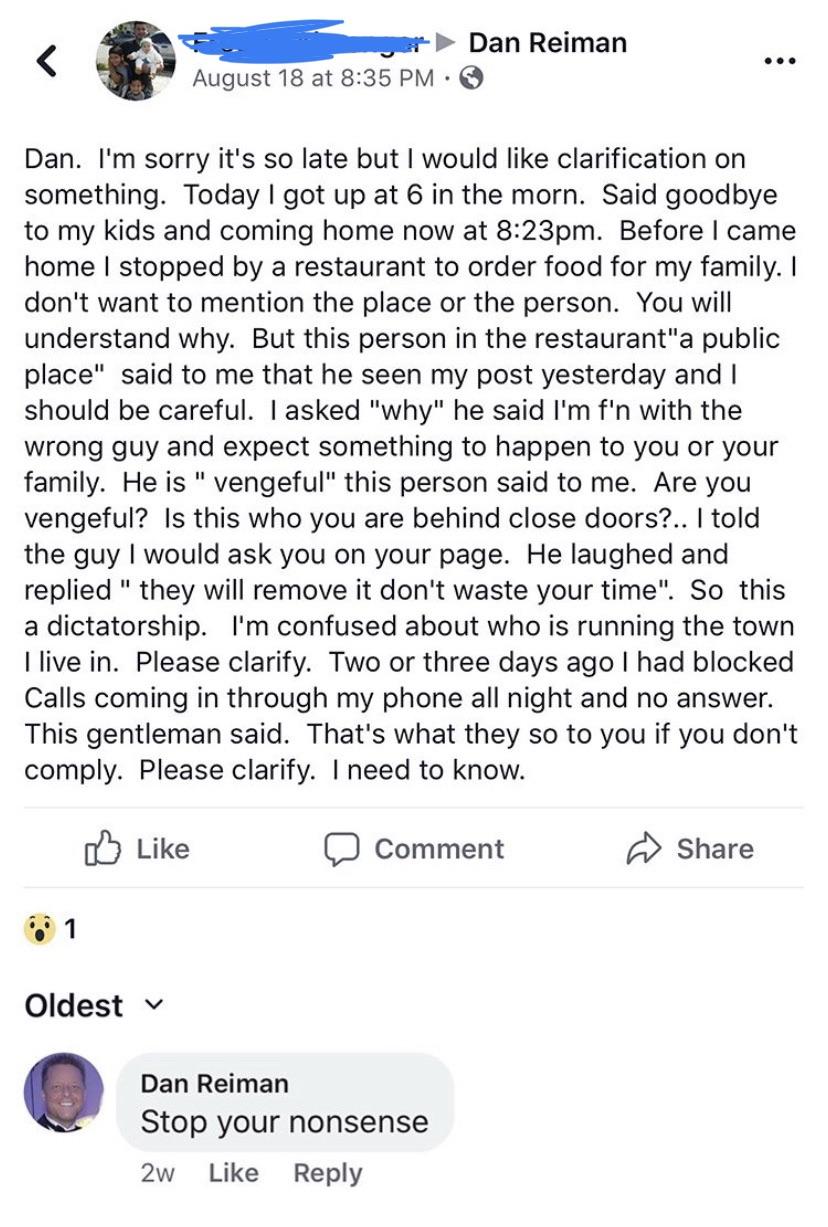 Dan Reiman
August 18 at 8:35 PM ·
Dan.  I'm sorry it's so late but I would like clarification on
something.  Today I got up at 6 in the morn.  Said goodbye
to my kids and coming home now at 8:23pm.  Before I came
home I stopped by a restaurant to order food for my family. I
don't want to mention the place or the person.  You will
understand why.  But this person in the restaurant"a public
place"  said to me that he seen my post yesterday and I
should be careful.  I asked "why" he said I'm f'n with the
wrong guy and expect something to happen to you or your
family.  He is " vengeful" this person said to me.  Are you
vengeful?  Is this who you are behind close doors?.. I told
the guy I would ask you on your page.  He laughed and
replied " they will remove it don't waste your time".  So  this
a dictatorship.   I'm confused about who is running the town
I live in.  Please clarify.  Two or three days ago I had blocked
Calls coming in through my phone all night and no answer.
This gentleman said.  That's what they so to you if you don't
comply.  Please clarify.  I need to know.
Like Comment Share
1
Oldest
Dan Reiman
Stop your nonsense
2w Like Reply